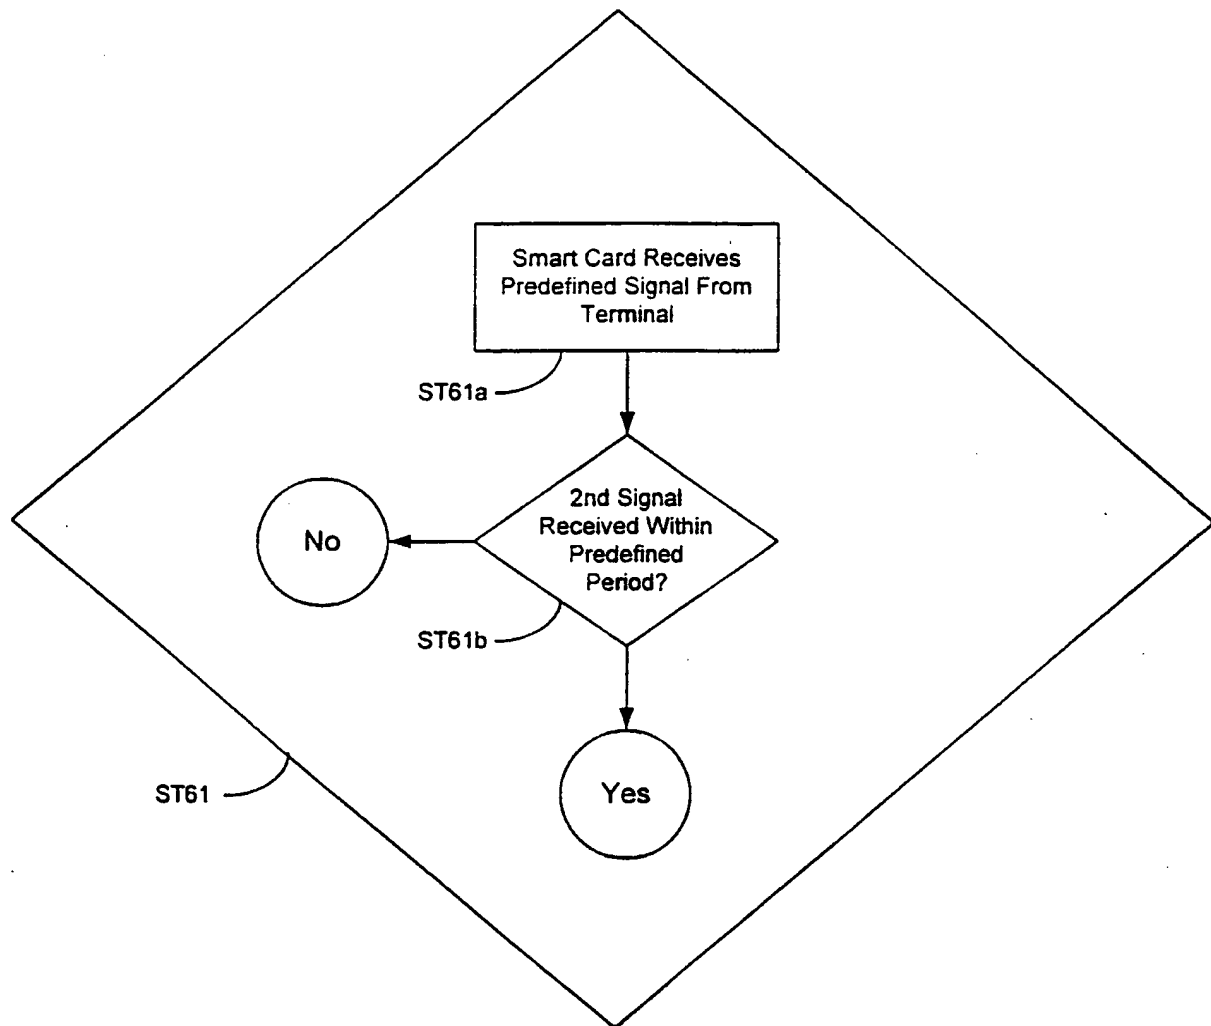 Smart Card Receives
Predefined Signal From
Terminal
ST61a
2nd Signal
Received Within
Predefined
Period?
No
ST61b
Yes
ST61